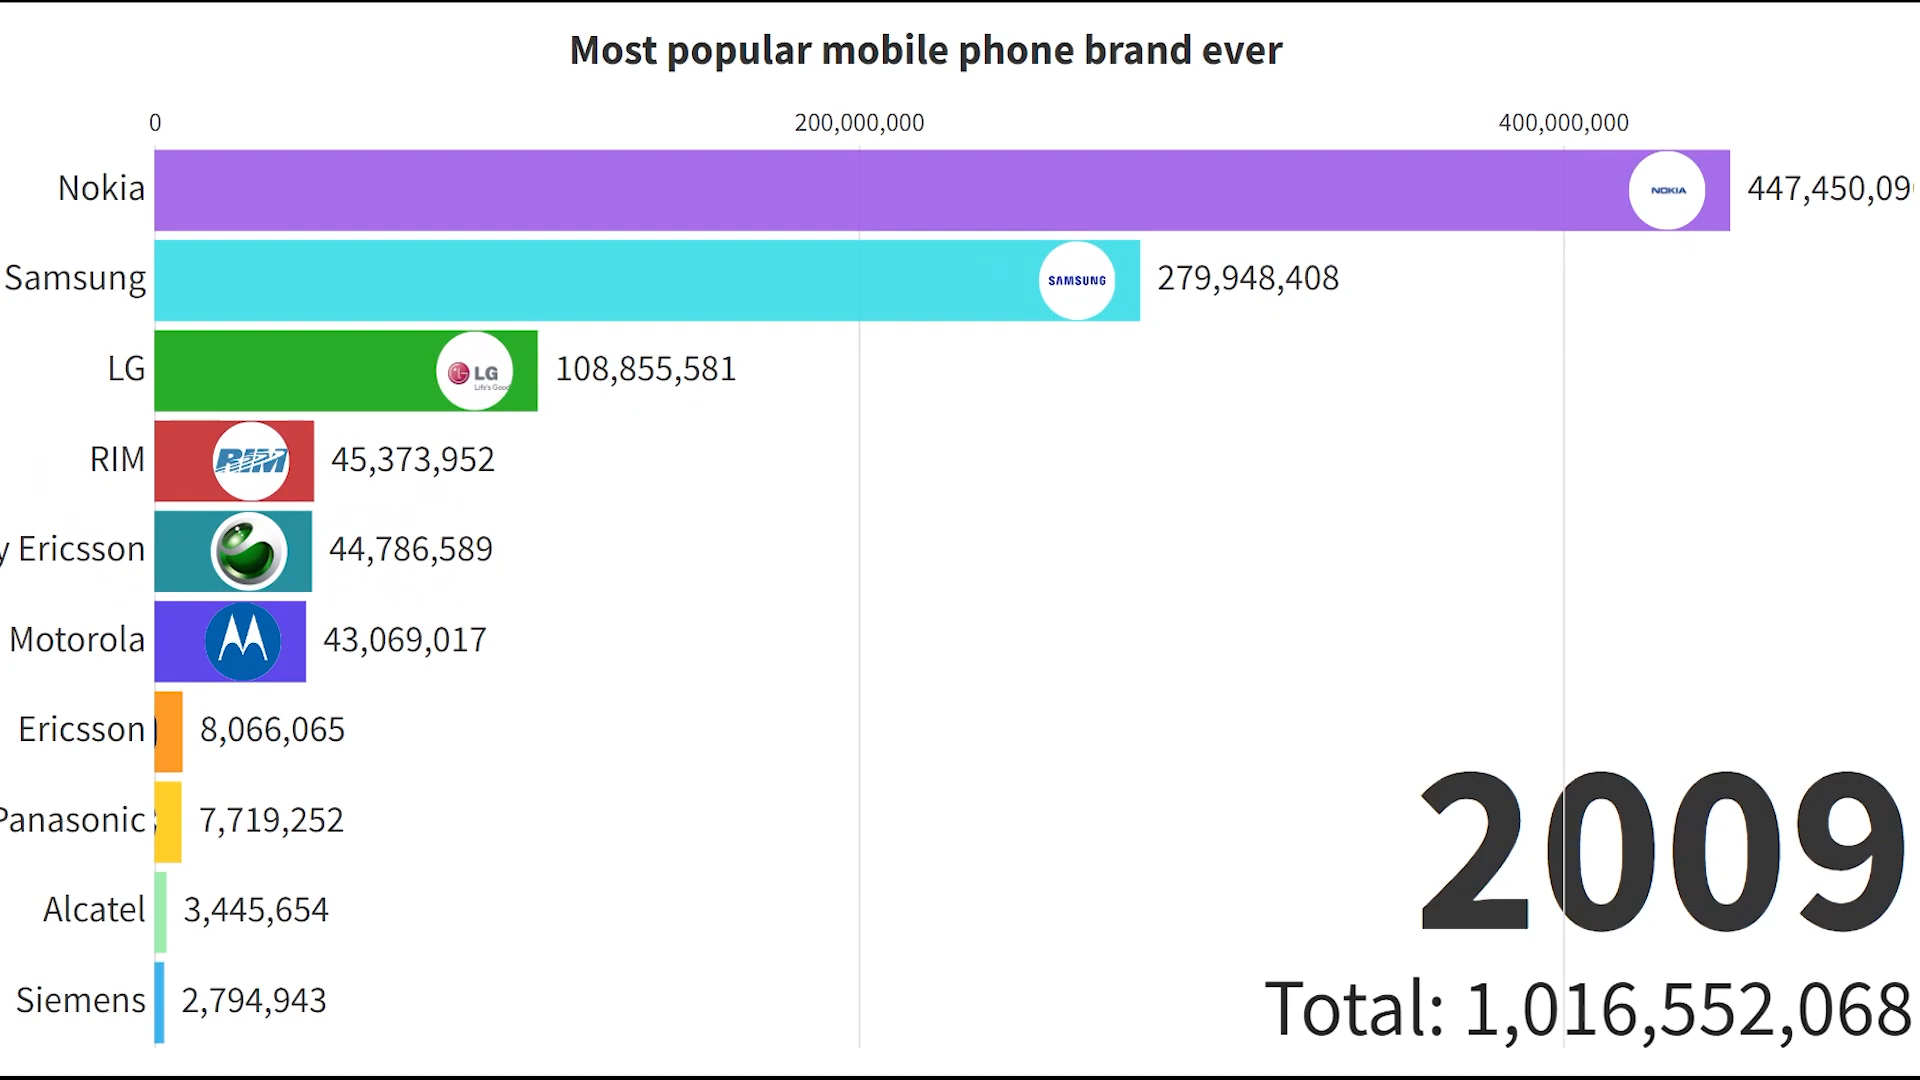 Most popular mobile phone brand ever
0 200,000,000 400,000,000
Nokia NOKIA 447,450,09
Samsung SAMSUNG 279,948,408
LG LG Life's Good 108,855,581
RIM RIM 45,373,952
y Ericsson 44,786,589
Motorola 43,069,017
Ericsson 8,066,065
Panasonic 7,719,252
Alcatel 3,445,654
Siemens 2,794,943
2009
Total: 1,016,552,068